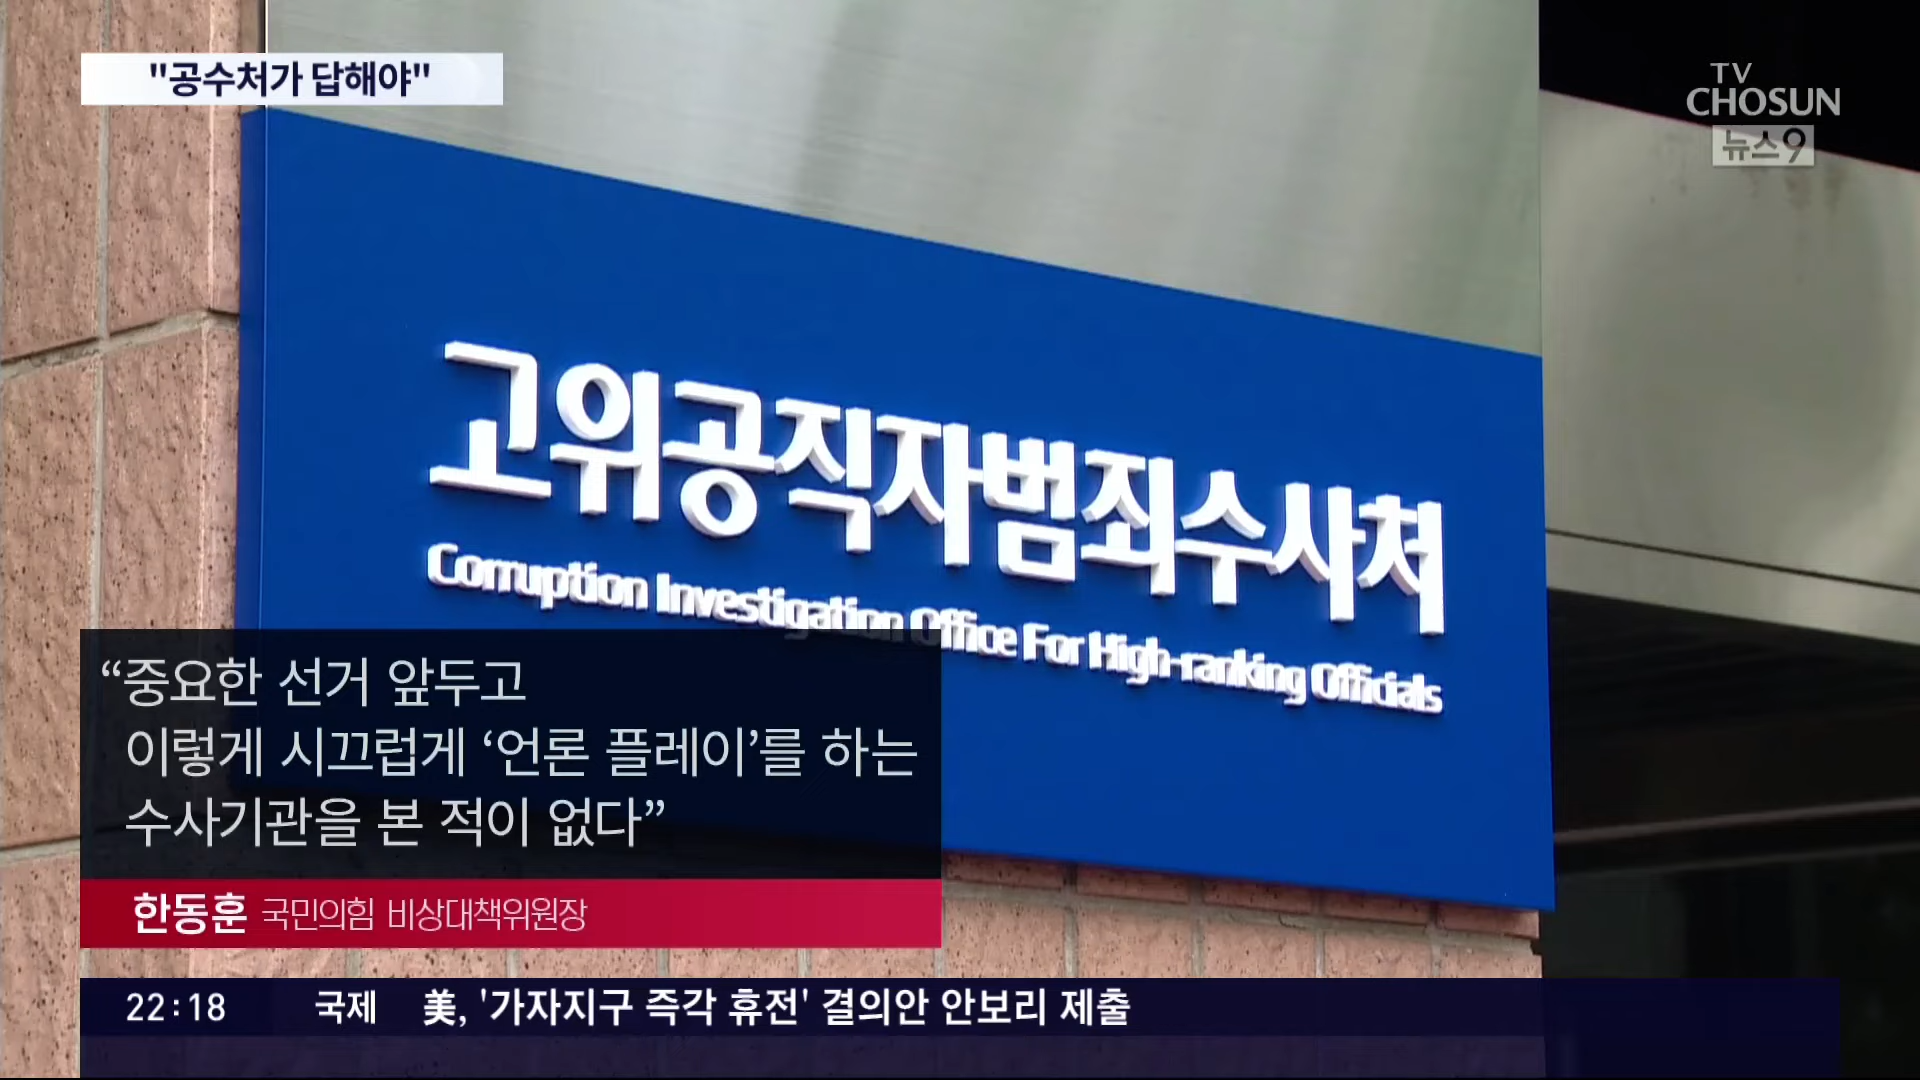 "공수처가 답해야"
TV
CHOSUN
뉴스9
고위공직자범죄수사처
Corruption Investigation Office For High-ranking Officials
“중요한 선거 앞두고
이렇게 시끄럽게 ‘언론 플레이’를 하는
수사기관을 본 적이 없다”
한동훈 국민의힘 비상대책위원장
22:18 국제 美, '가자지구 즉각 휴전' 결의안 안보리 제출